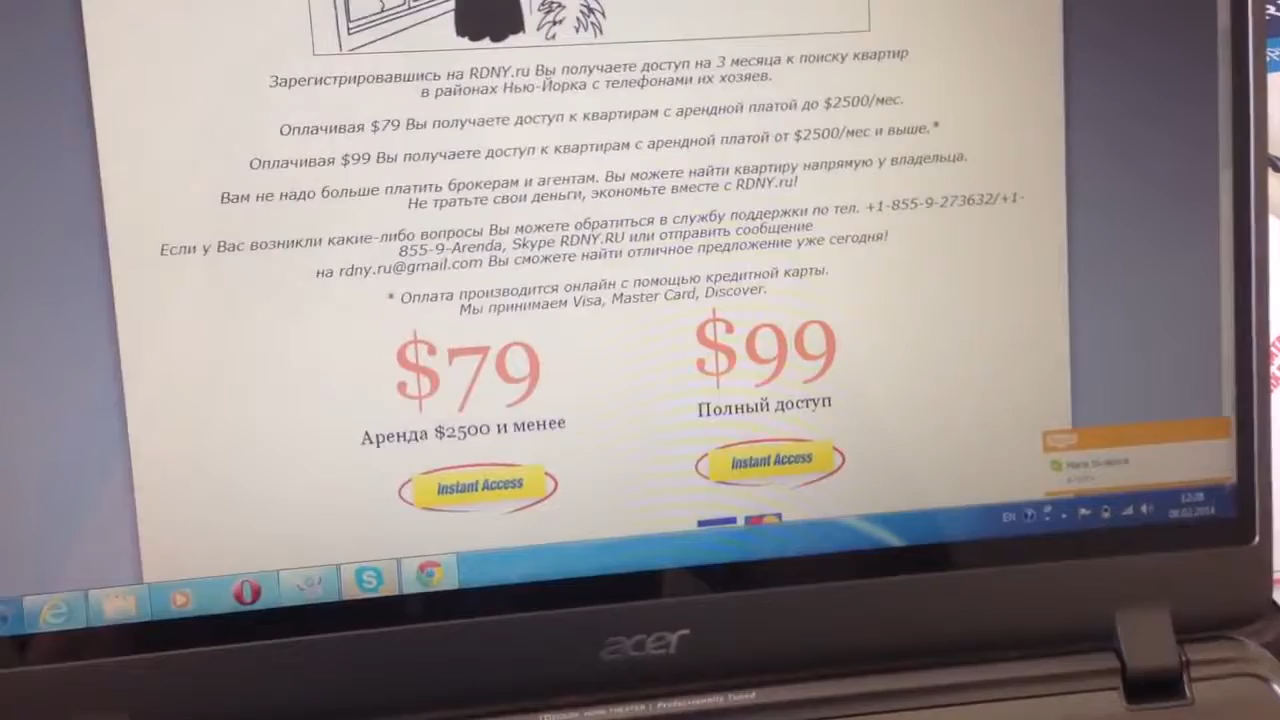 Зарегистрировавшись на RDNY.ru Вы получаете доступ на 3 месяца к поиску квартир
в районах Нью-Йорка с телефонами их хозяев.
Оплачивая $79 Вы получаете доступ к квартирам с арендной платой до $2500/мес.
Оплачивая $99 Вы получаете доступ к квартирам с арендной платой от $2500/мес и выше.*
Вам не надо больше платить брокерам и агентам. Вы можете найти квартиру напрямую у владельца.
Не тратьте свои деньги, экономьте вместе с RDNY.ru!
Если у Вас возникли какие-либо вопросы Вы можете обратиться в службу поддержки по тел. +1-855-9-273632/+1-
855-9-Arenda, Skype RDNY.RU или отправить сообщение
на rdny.ru@gmail.com Вы сможете найти отличное предложение уже сегодня!
* Оплата производится онлайн с помощью кредитной карты.
Мы принимаем Visa, Master Card, Discover.
$79
Аренда $2500 и менее
Instant Access
$99
Полный доступ
Instant Access
EN
12:28
08.02.2014
acer